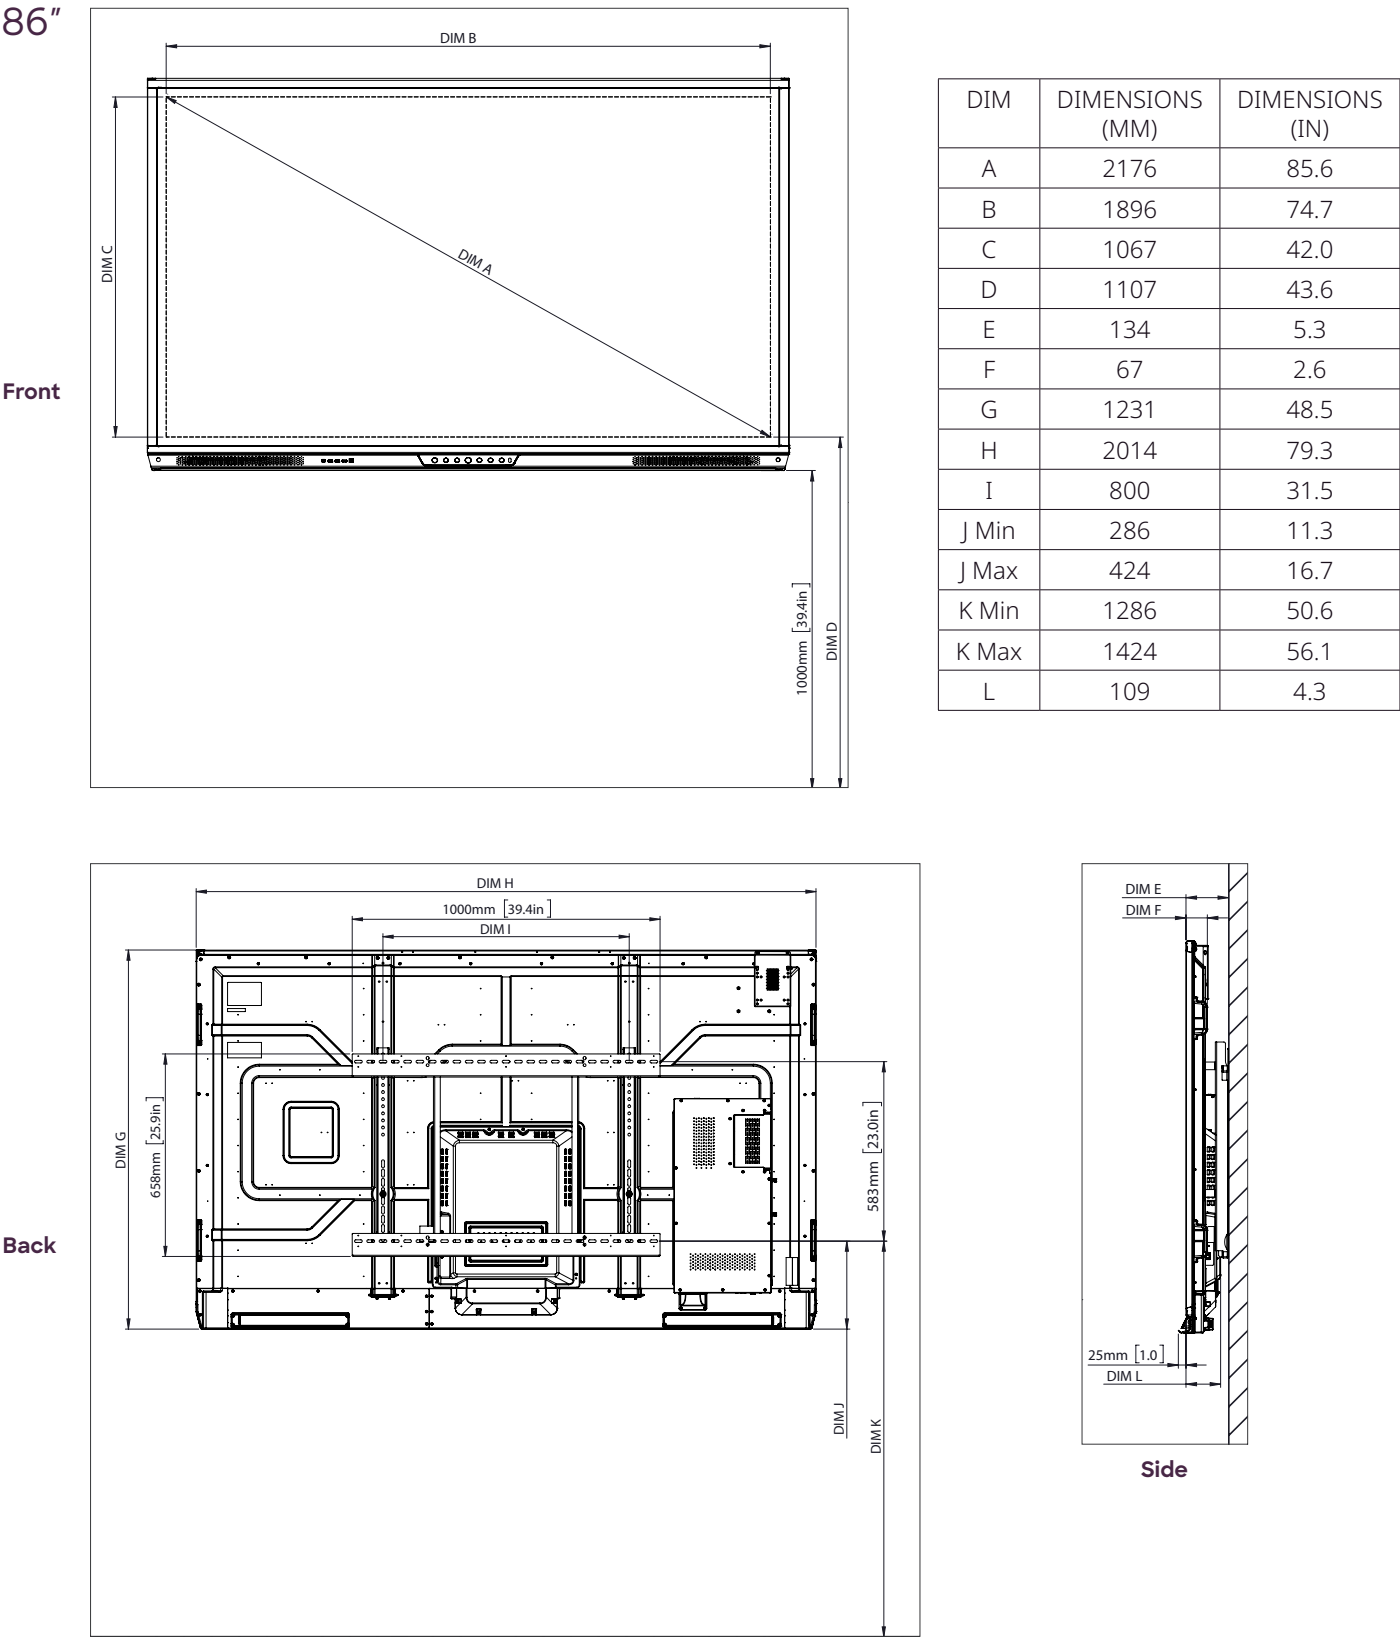 86″
DIM B
DIM C
DIM A
Front
1000mm [39.4in]
DIM D
DIM DIMENSIONS (MM) DIMENSIONS (IN)
A 2176 85.6
B 1896 74.7
C 1067 42.0
D 1107 43.6
E 134 5.3
F 67 2.6
G 1231 48.5
H 2014 79.3
I 800 31.5
J Min 286 11.3
J Max 424 16.7
K Min 1286 50.6
K Max 1424 56.1
L 109 4.3
DIM H
1000mm [39.4in]
DIM I
DIM G
658mm [25.9in]
583mm [23.0in]
Back
DIM J
DIM K
DIM E
DIM F
25mm [1.0]
DIM L
Side